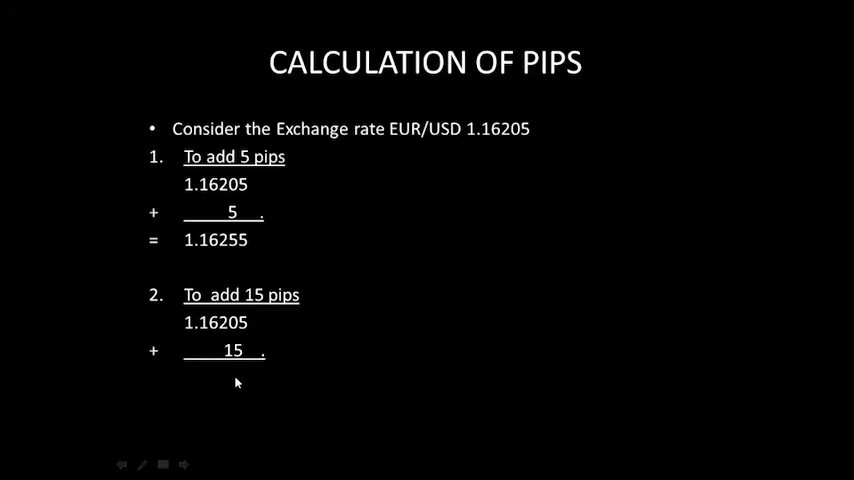 CALCULATION OF PIPS
• Consider the Exchange rate EUR/USD 1.16205
1. To add 5 pips
1.16205
+ 5 .
= 1.16255
2. To add 15 pips
1.16205
+ 15 .